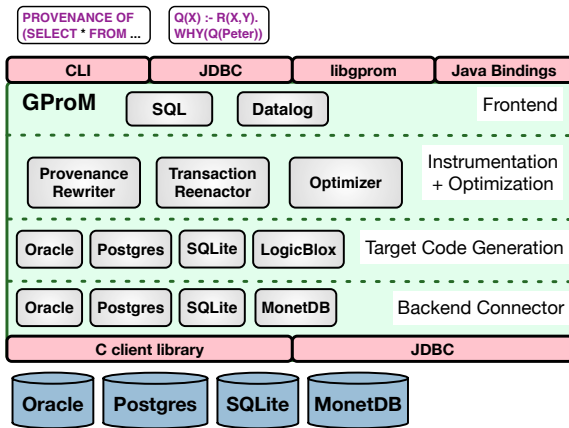 PROVENANCE OF
(SELECT * FROM ...
Q(X) :- R(X,Y).
WHY(Q(Peter))
CLI JDBC libgprom Java Bindings
GProM SQL Datalog Frontend
Provenance
Rewriter
Transaction
Reenactor
Optimizer
Instrumentation
+ Optimization
Oracle Postgres SQLite LogicBlox Target Code Generation
Oracle Postgres SQLite MonetDB Backend Connector
C client library JDBC
Oracle Postgres SQLite MonetDB